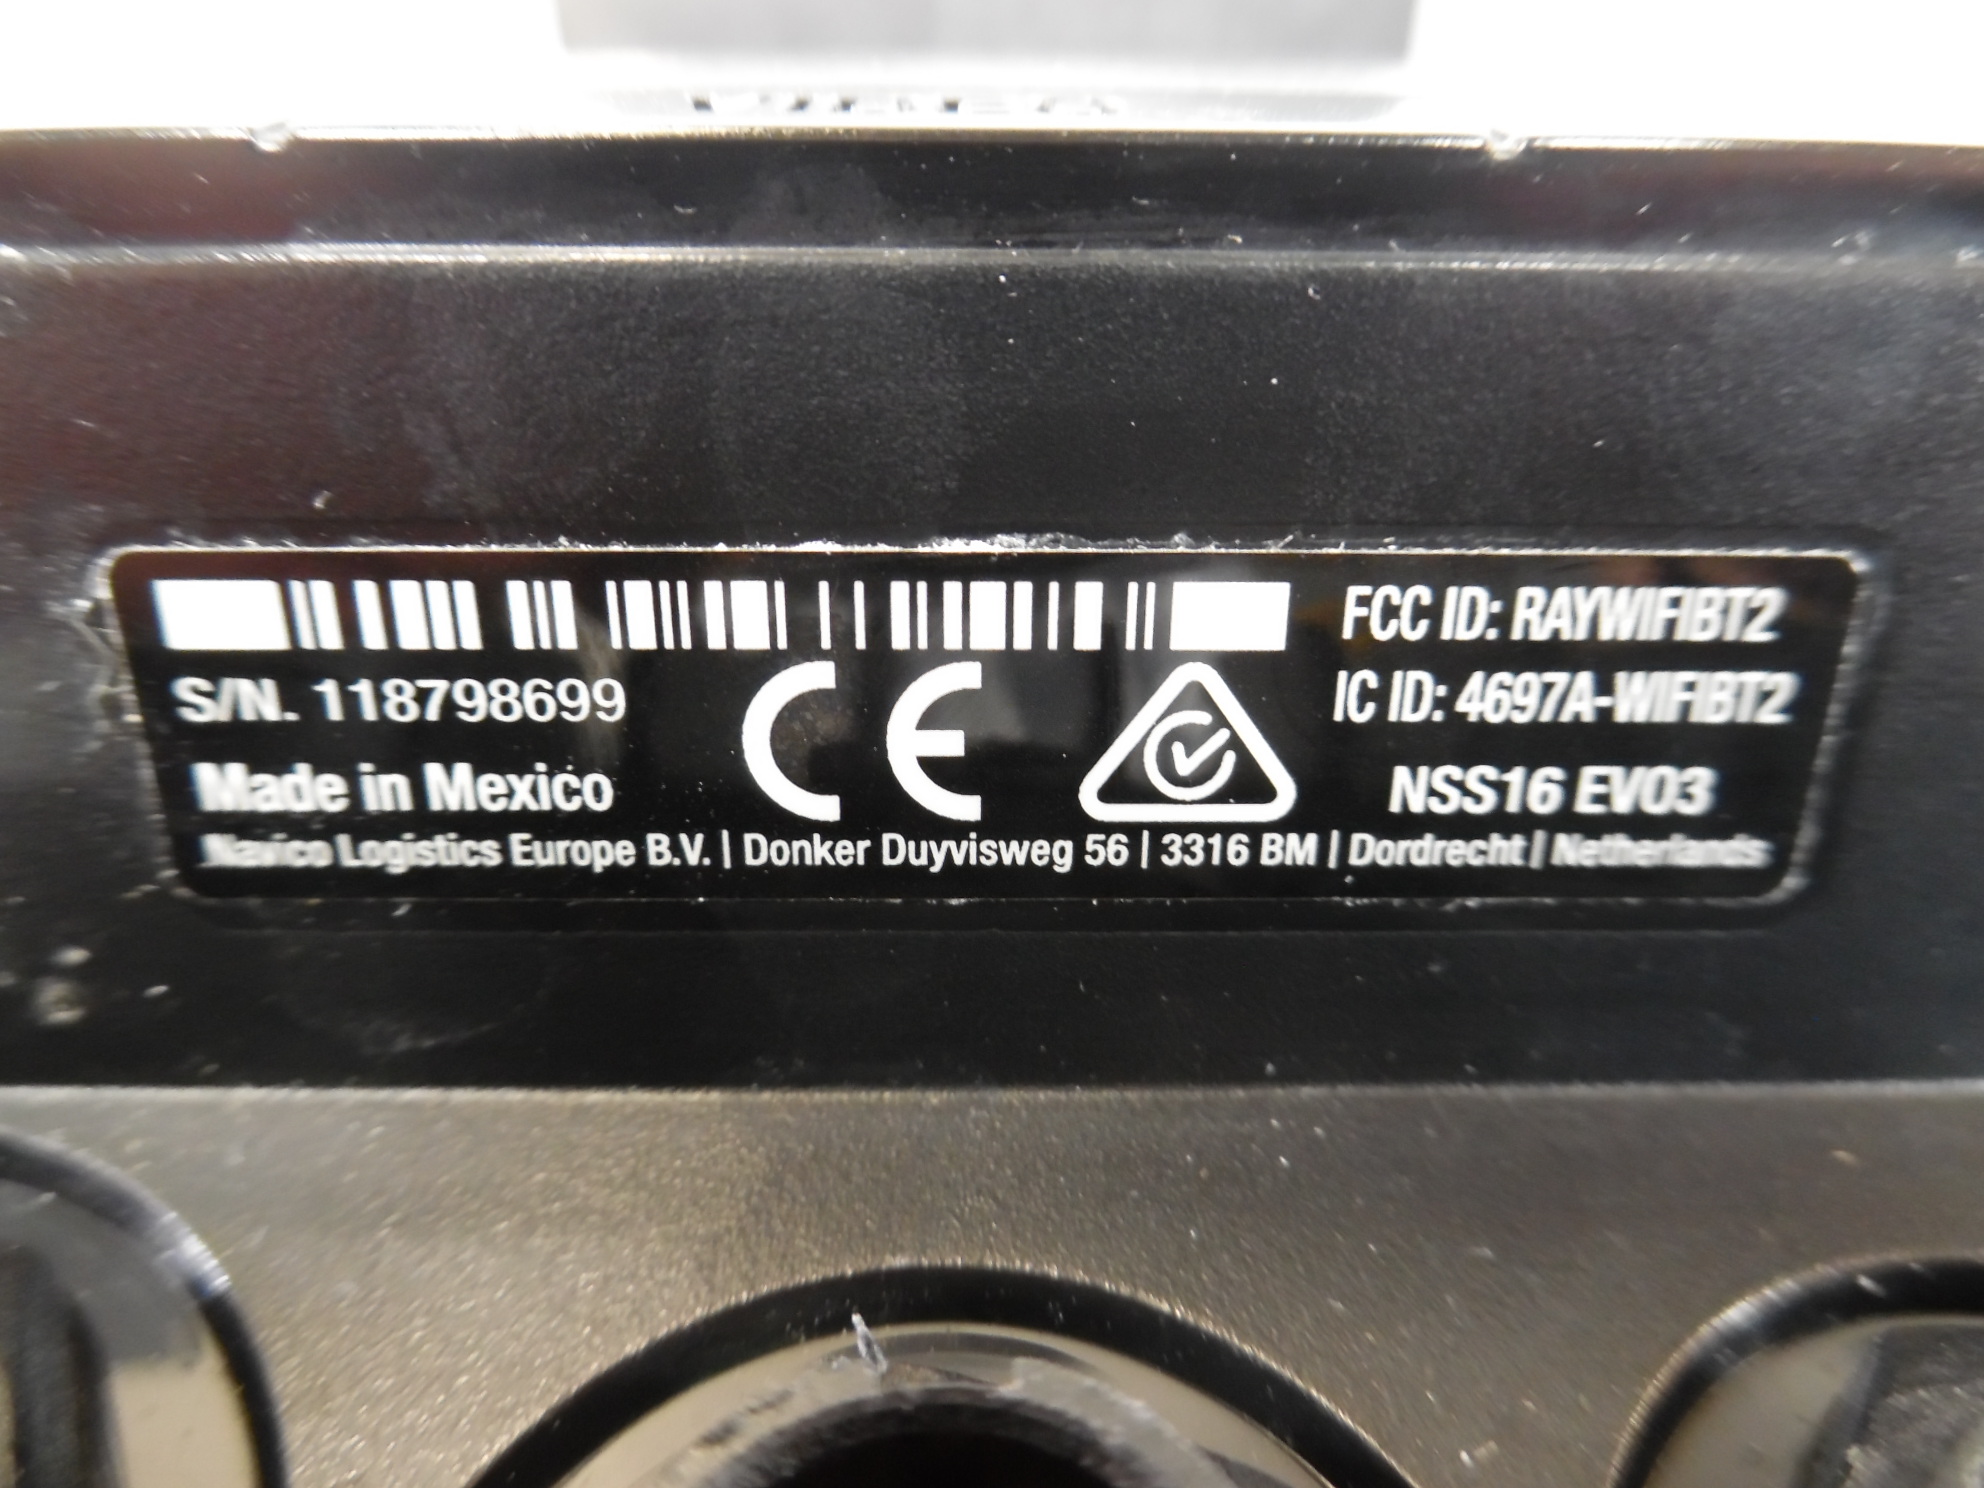 FCC ID: RAYWIFIBT2
S/N. 118798699
IC ID: 4697A-WIFIBT2
Made in Mexico
CE
NSS16 EVO3
Navico Logistics Europe B.V. | Donker Duyvisweg 56 | 3316 BM | Dordrecht | Netherlands